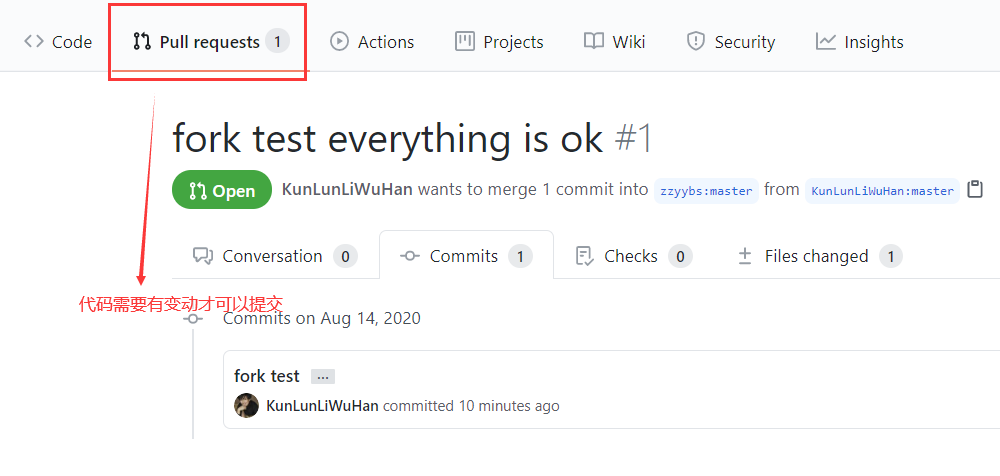 Code Pull requests 1 Actions Projects Wiki Security Insights
fork test everything is ok #1
Open KunLunLiWuHan wants to merge 1 commit into zzyybs:master from KunLunLiWuHan:master
Conversation 0 Commits 1 Checks 0 Files changed 1
代码需要有变动才可以提交
Commits on Aug 14, 2020
fork test ...
KunLunLiWuHan committed 10 minutes ago